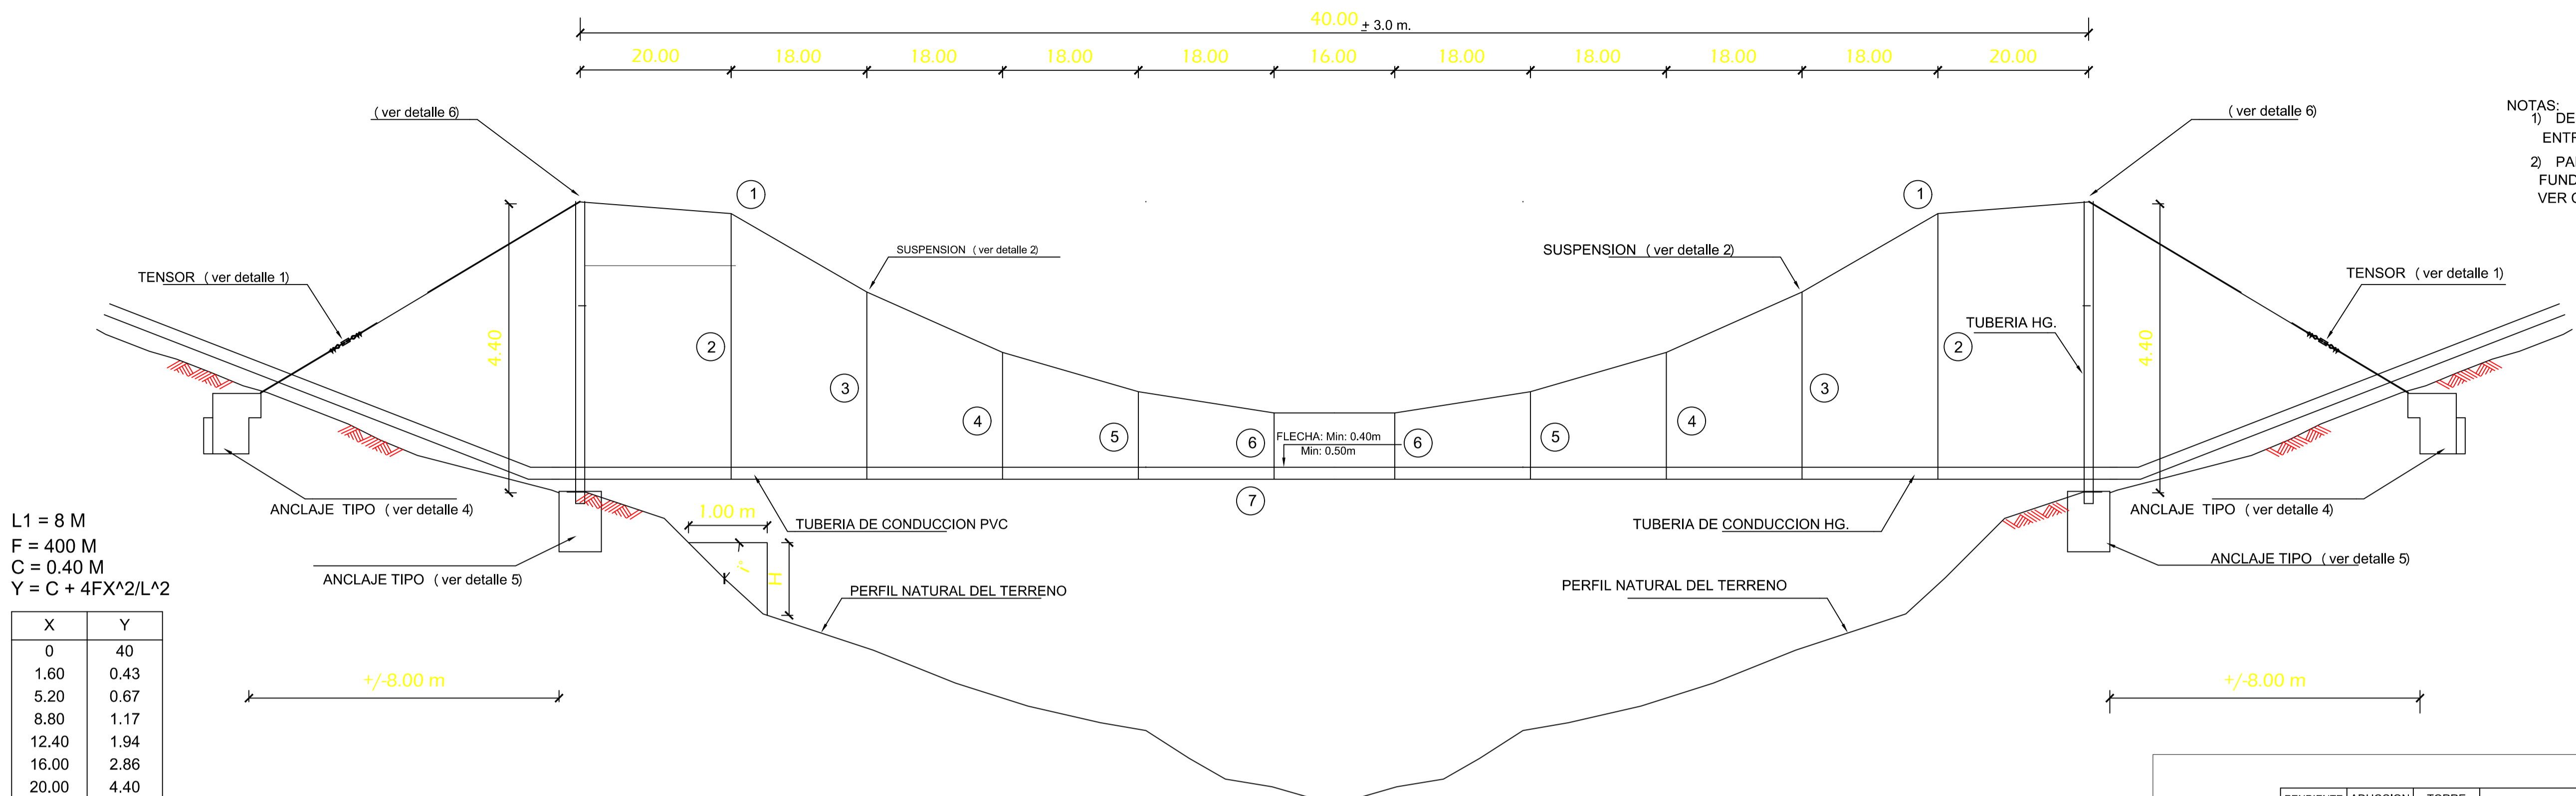 40.00 ± 3.0 m.
20.00 18.00 18.00 18.00 18.00 16.00 18.00 18.00 18.00 18.00 20.00
( ver detalle 6)
( ver detalle 6)
NOTAS:
1) DE
ENTR
2) PA
FUND
VER
1
1
SUSPENSION ( ver detalle 2)
SUSPENSION ( ver detalle 2)
TENSOR ( ver detalle 1)
TENSOR ( ver detalle 1)
TUBERIA HG.
4.40
2
2
4.40
3
3
4
4
5
5
6
FLECHA: Min: 0.40m
Min: 0.50m
6
7
ANCLAJE TIPO ( ver detalle 4)
ANCLAJE TIPO ( ver detalle 4)
1.00 m
TUBERIA DE CONDUCCION PVC
TUBERIA DE CONDUCCION HG.
L1 = 8 M
F = 400 M
C = 0.40 M
Y = C + 4FX^2/L^2
ANCLAJE TIPO ( ver detalle 5)
ANCLAJE TIPO ( ver detalle 5)
H
PERFIL NATURAL DEL TERRENO
PERFIL NATURAL DEL TERRENO
X Y
0 40
1.60 0.43
5.20 0.67
8.80 1.17
12.40 1.94
16.00 2.86
20.00 4.40
+/-8.00 m
+/-8.00 m